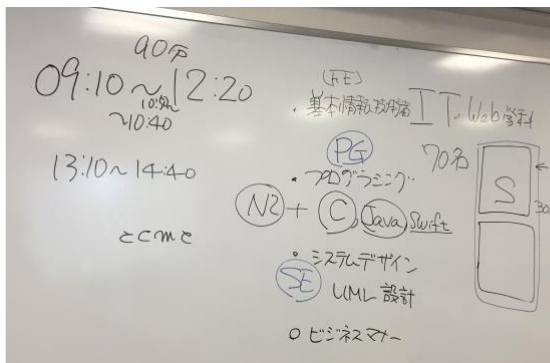 90分
09:10～12:20
10:50～
～10:40
13:10～14:40
(FE)
・基本情報技術者 IT・Web学科
PG
70名
・プログラミング
N2 + C, Java, Swift
S
30
・システムデザイン
SE UML 設計
○ビジネスマナー